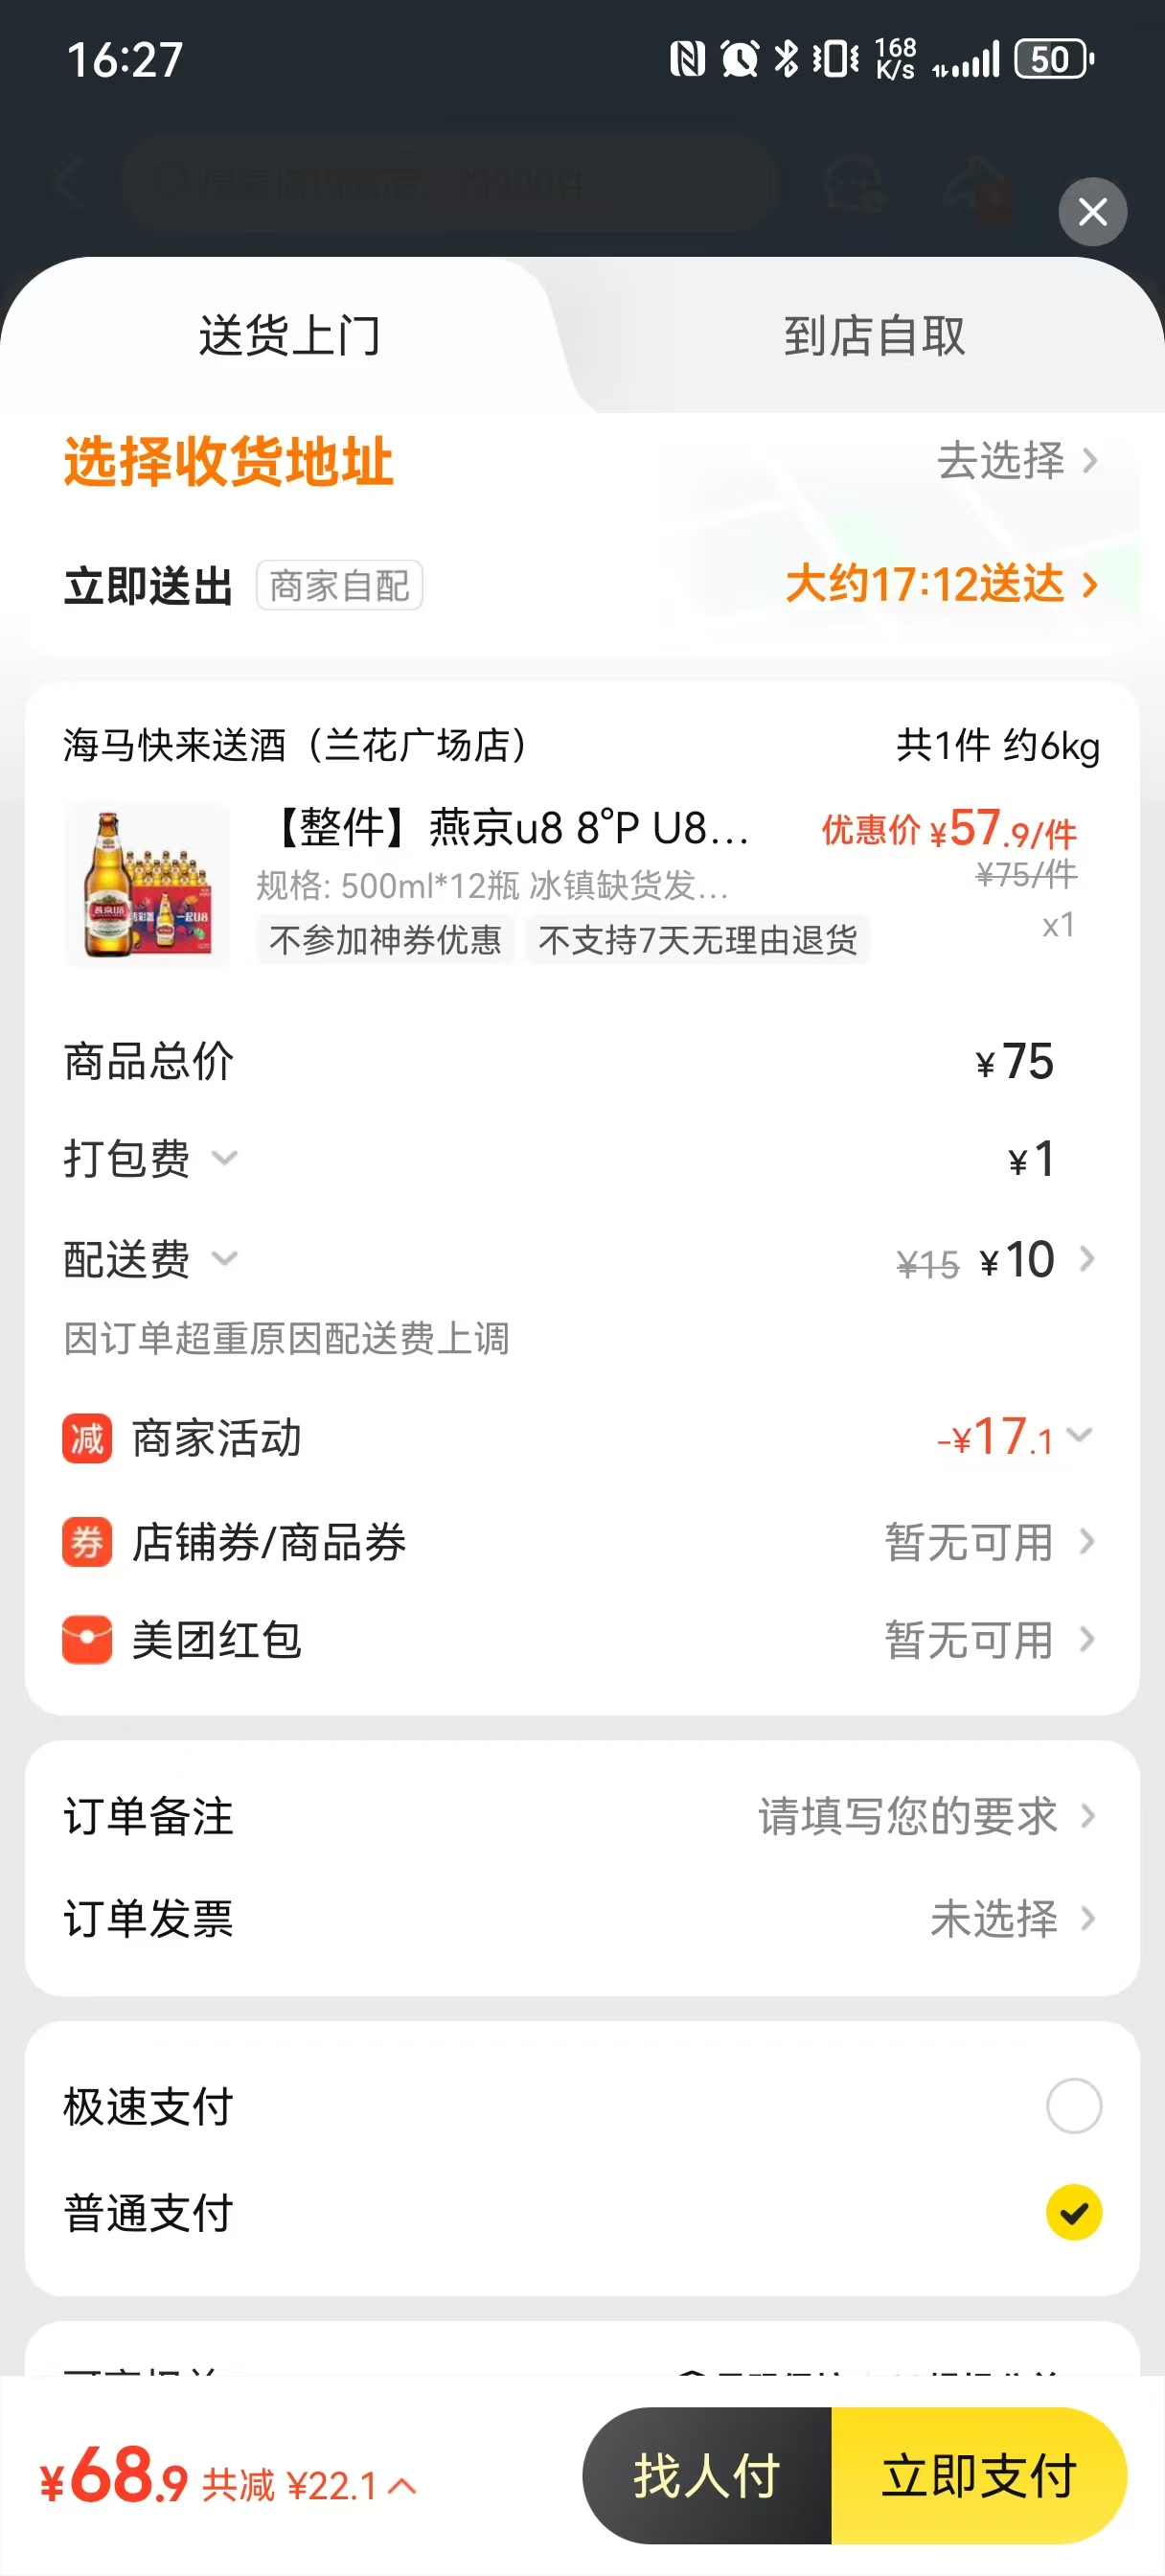 16:27
168
K/s
50
送货上门
到店自取
选择收货地址
去选择
立即送出 商家自配
大约17:12送达
海马快来送酒（兰花广场店）
共1件 约6kg
【整件】燕京u8 8°P U8...
优惠价 ¥57.9/件
规格: 500ml*12瓶 冰镇缺货发...
¥75/件
不参加神券优惠 不支持7天无理由退货
x1
燕京U8
一起U8
商品总价
¥75
打包费
¥1
配送费
¥15 ¥10
因订单超重原因配送费上调
减 商家活动
-¥17.1
券 店铺券/商品券
暂无可用
美团红包
暂无可用
订单备注
请填写您的要求
订单发票
未选择
极速支付
普通支付
¥68.9 共减 ¥22.1
找人付
立即支付